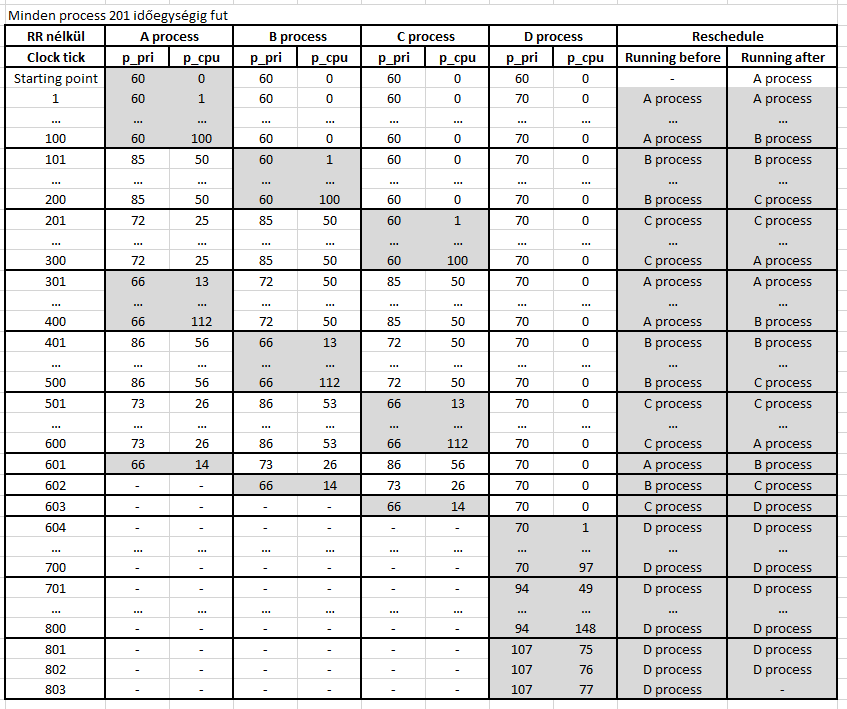 Minden process 201 időegységig fut
RR nélkül A process B process C process D process Reschedule
Clock tick p_pri p_cpu p_pri p_cpu p_pri p_cpu p_pri p_cpu Running before Running after
Starting point 60 0 60 0 60 0 60 0 - A process
1 60 1 60 0 60 0 70 0 A process A process
... ... ... ... ...
100 60 100 60 0 60 0 70 0 A process B process
101 85 50 60 1 60 0 70 0 B process B process
... ... ... ... ...
200 85 50 60 100 60 0 70 0 B process C process
201 72 25 85 50 60 1 70 0 C process C process
... ... ... ... ...
300 72 25 85 50 60 100 70 0 C process A process
301 66 13 72 50 85 50 70 0 A process A process
... ... ... ... ...
400 66 112 72 50 85 50 70 0 A process B process
401 86 56 66 13 72 50 70 0 B process B process
... ... ... ... ...
500 86 56 66 112 72 50 70 0 B process C process
501 73 26 86 53 66 13 70 0 C process C process
... ... ... ... ...
600 73 26 86 53 66 112 70 0 C process A process
601 66 14 73 26 86 56 70 0 A process B process
602 - - 66 14 73 26 70 0 B process C process
603 - - - - 66 14 70 0 C process D process
604 - - - - - - 70 1 D process D process
... ... ... ... ... ... ... ... ... ... ...
700 - - - - - - 70 97 D process D process
701 - - - - - - 94 49 D process D process
... ... ... ... ... ... ... ... ... ... ...
800 - - - - - - 94 148 D process D process
801 - - - - - - 107 75 D process D process
802 - - - - - - 107 76 D process D process
803 - - - - - - 107 77 D process -